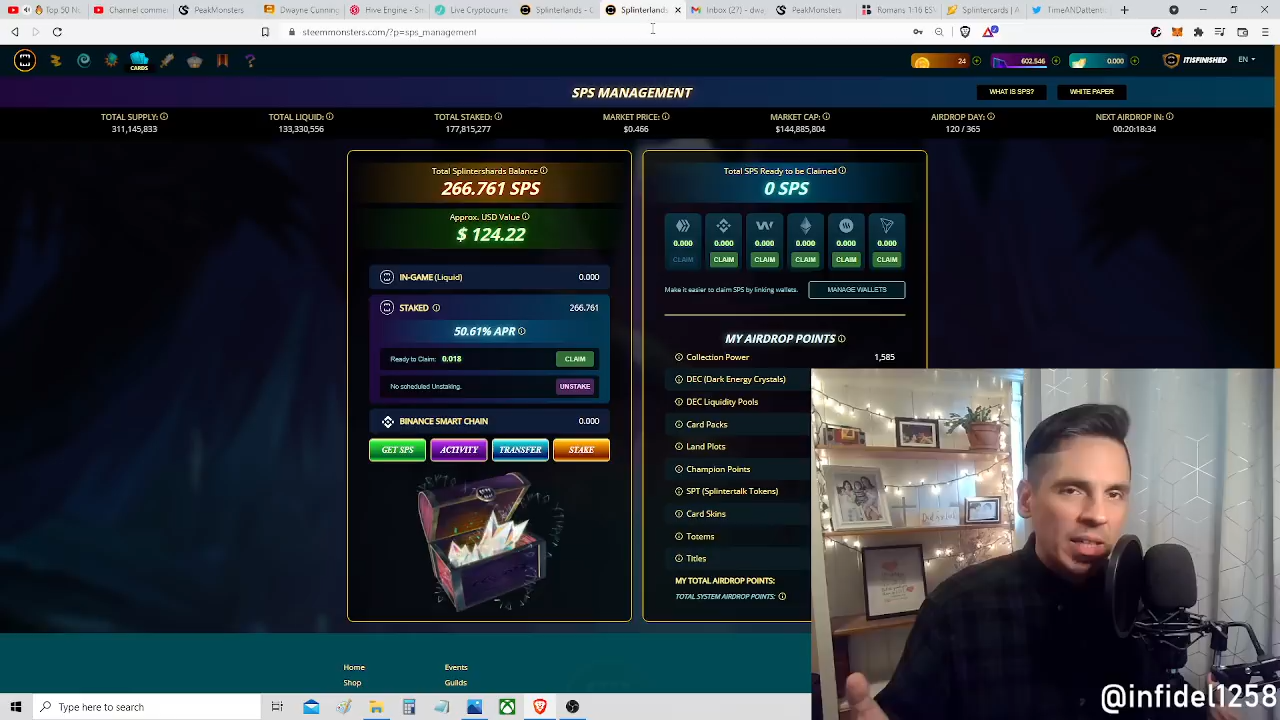 Top 50 N
Channel comme
PeakMonsters
Dwayne Cunning
Hive Engine - Sm
Live Cryptocurre
Splinterlands - C
Splinterland
Inbox - dwa
PeakMonsters
Romans 1:16 ES
Splintercards | A
TimeANDattenti
steemmonsters.com/?p=sps_management
CARDS
24
602.546
0.000
ITISFINISHED
EN
SPS MANAGEMENT
WHAT IS SPS?
WHITE PAPER
TOTAL SUPPLY:
TOTAL LIQUID:
TOTAL STAKED:
MARKET PRICE:
MARKET CAP:
AIRDROP DAY:
NEXT AIRDROP IN:
311,145,833
133,330,556
177,815,277
$0.466
$144,885,804
120 / 365
00:20:18:34
Total Splintershards Balance
266.761 SPS
Approx. USD Value
$ 124.22
IN-GAME (Liquid) 0.000
STAKED 266.761
50.61% APR
Ready to Claim: 0.018 CLAIM
No scheduled Unstaking. UNSTAKE
BINANCE SMART CHAIN 0.000
GET SPS ACTIVITY TRANSFER STAKE
Total SPS Ready to be Claimed
0 SPS
0.000 0.000 0.000 0.000 0.000 0.000
CLAIM CLAIM CLAIM CLAIM CLAIM CLAIM
Make it easier to claim SPS by linking wallets. MANAGE WALLETS
MY AIRDROP POINTS
Collection Power 1,585
DEC (Dark Energy Crystals)
DEC Liquidity Pools
Card Packs
Land Plots
Champion Points
SPT (Splintertalk Tokens)
Card Skins
Totems
Titles
MY TOTAL AIRDROP POINTS:
TOTAL SYSTEM AIRDROP POINTS:
Home
Events
Shop
Guilds
Type here to search
@infidel1258